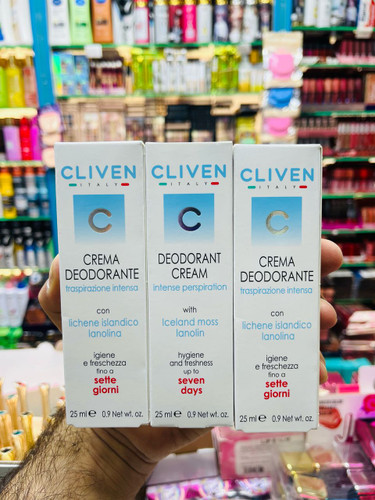 CLIVEN
ITALY
C
CREMA
DEODORANTE
traspirazione intensa
con
lichene islandico
lanolina
igiene
e freschezza
fino a
sette
giorni
25 ml ℮ 0.9 Net wt. oz.
CLIVEN
ITALY
C
DEODORANT
CREAM
intense perspiration
with
Iceland moss
lanolin
hygiene
and freshness
up to
seven
days
25 ml ℮ 0.9 Net wt. oz.
CLIVEN
ITALY
C
CREMA
DEODORANTE
traspirazione intensa
con
lichene islandico
lanolina
igiene
e freschezza
fino a
sette
giorni
25 ml ℮ 0.9 Net wt. oz.